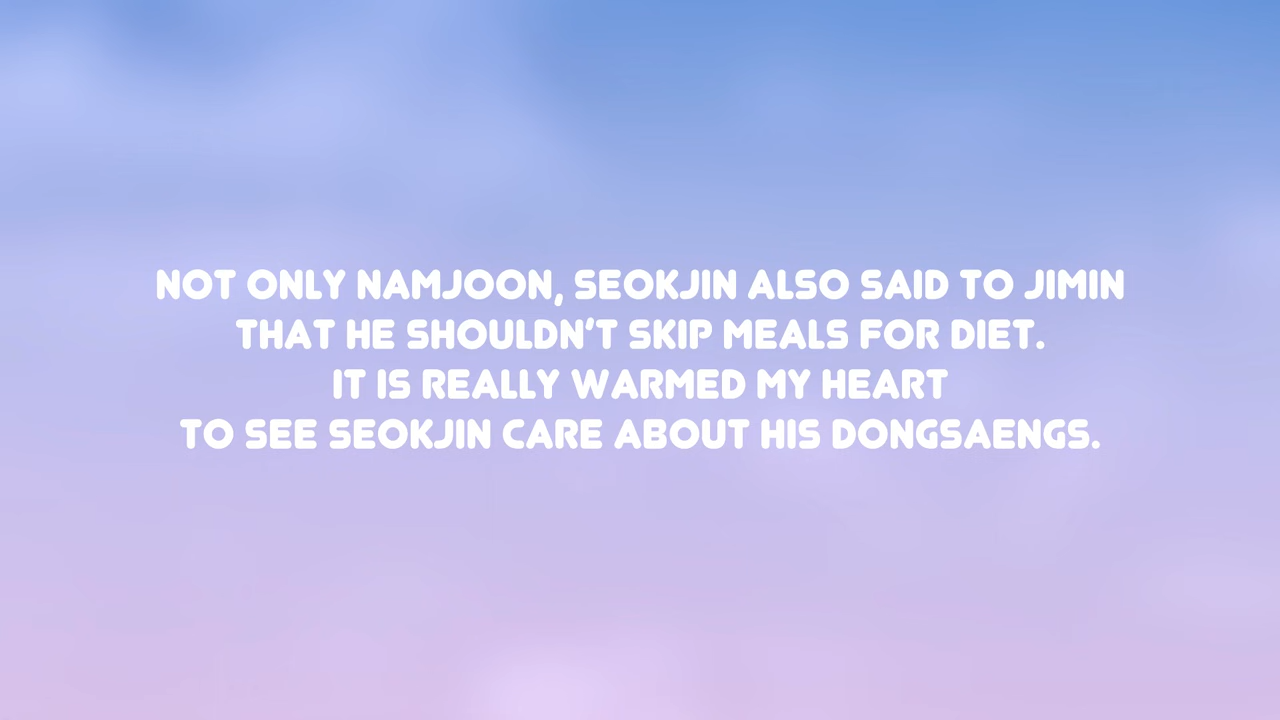 NOT ONLY NAMJOON, SEOKJIN ALSO SAID TO JIMIN
THAT HE SHOULDN'T SKIP MEALS FOR DIET.
IT IS REALLY WARMED MY HEART
TO SEE SEOKJIN CARE ABOUT HIS DONGSAENGS.